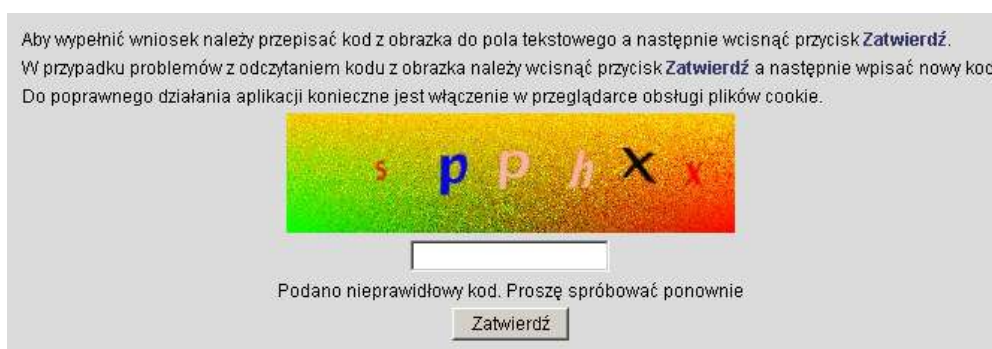 Aby wypełnić wniosek należy przepisać kod z obrazka do pola tekstowego a następnie wcisnąć przycisk Zatwierdź.
W przypadku problemów z odczytaniem kodu z obrazka należy wcisnąć przycisk Zatwierdź a następnie wpisać nowy
Do poprawnego działania aplikacji konieczne jest włączenie w przeglądarce obsługi plików cookie.
s p p h x x
Podano nieprawidłowy kod. Proszę spróbować ponownie
Zatwierdź